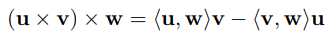 (u × v) × w = ⟨u, w⟩v − ⟨v, w⟩u